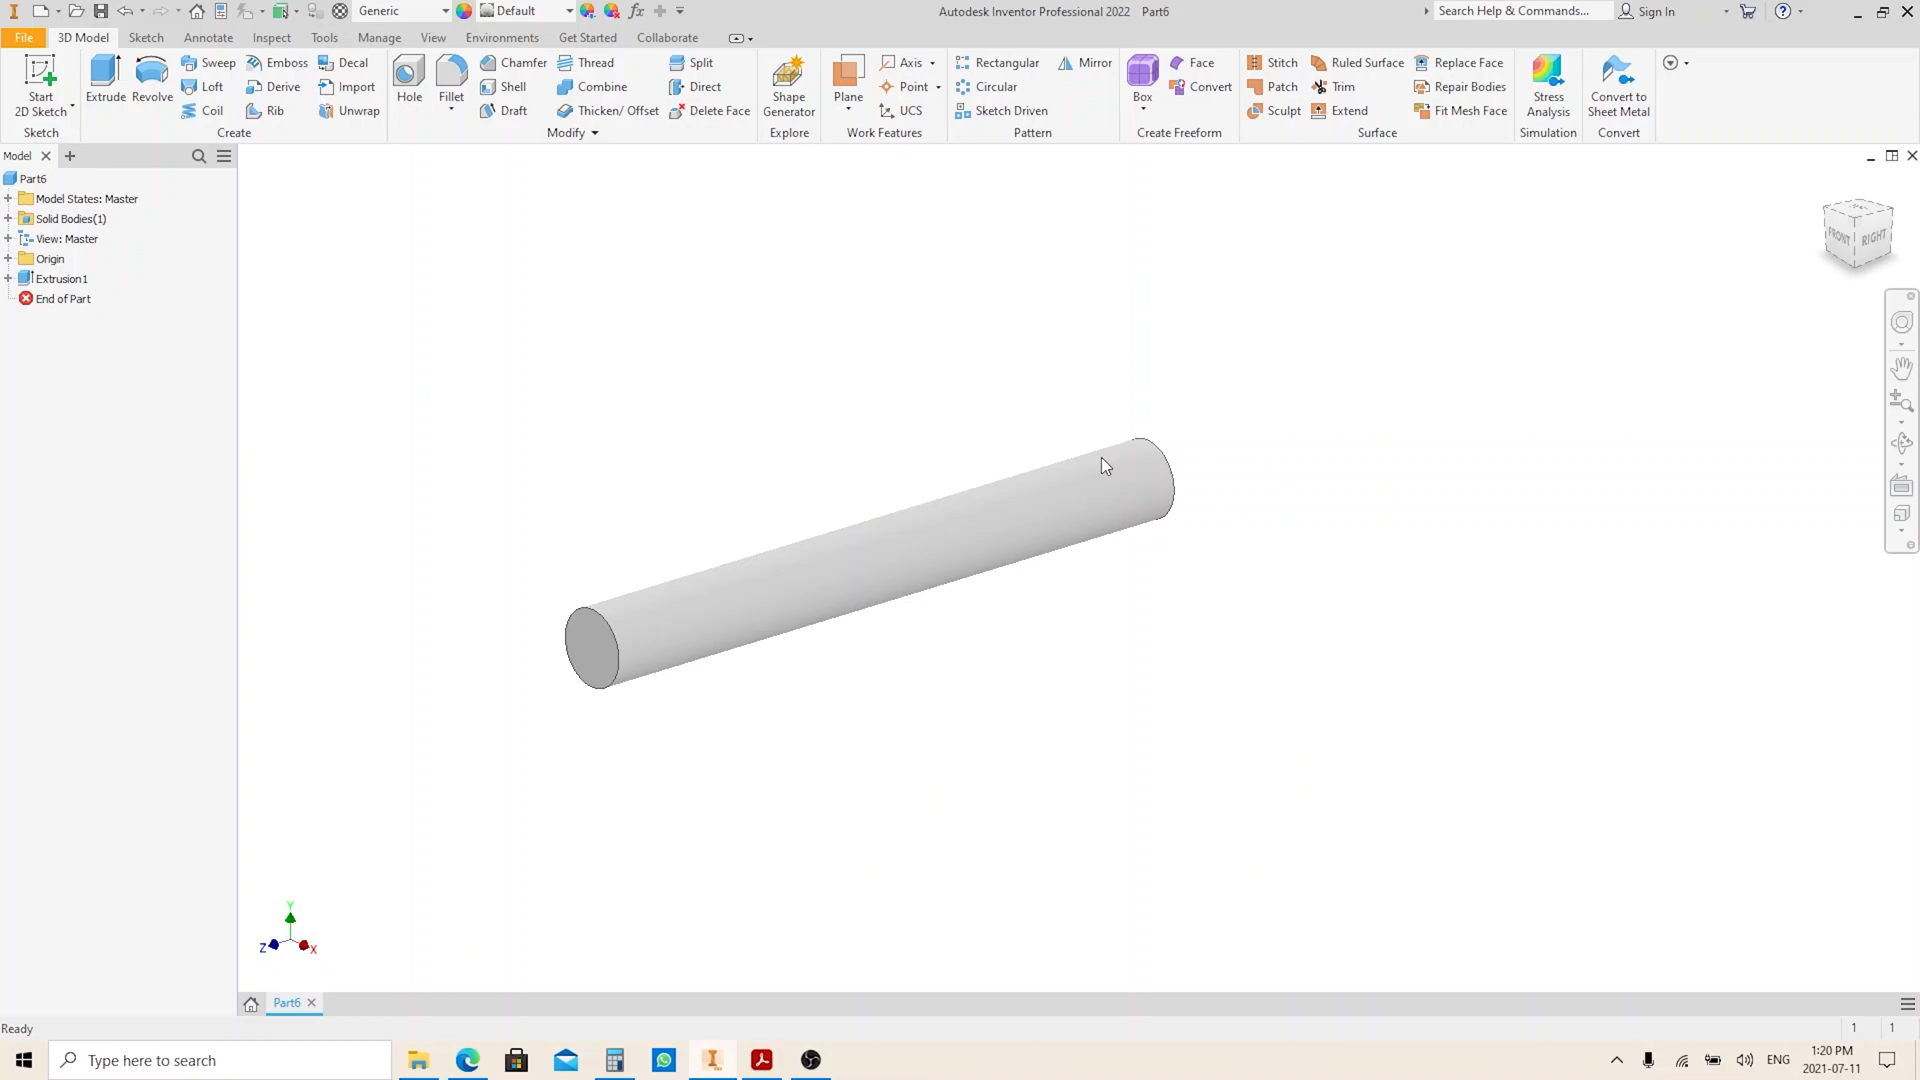 Generic
Default
Autodesk Inventor Professional 2022 Part6
Search Help & Commands...
Sign In
File
3D Model
Sketch
Annotate
Inspect
Tools
Manage
View
Environments
Get Started
Collaborate
Start
2D Sketch
Sketch
Extrude
Revolve
Sweep
Loft
Coil
Emboss
Derive
Rib
Decal
Import
Unwrap
Create
Hole
Fillet
Chamfer
Shell
Draft
Thread
Combine
Thicken/ Offset
Split
Direct
Delete Face
Modify
Shape
Generator
Explore
Plane
Axis
Point
UCS
Work Features
Rectangular
Circular
Sketch Driven
Mirror
Pattern
Box
Face
Convert
Create Freeform
Stitch
Patch
Sculpt
Ruled Surface
Trim
Extend
Replace Face
Repair Bodies
Fit Mesh Face
Surface
Stress
Analysis
Simulation
Convert to
Sheet Metal
Convert
Model
Part6
Model States: Master
Solid Bodies(1)
View: Master
Origin
Extrusion1
End of Part
FRONT
RIGHT
Y
Z
X
Part6
Ready
1
1
Type here to search
ENG
1:20 PM
2021-07-11